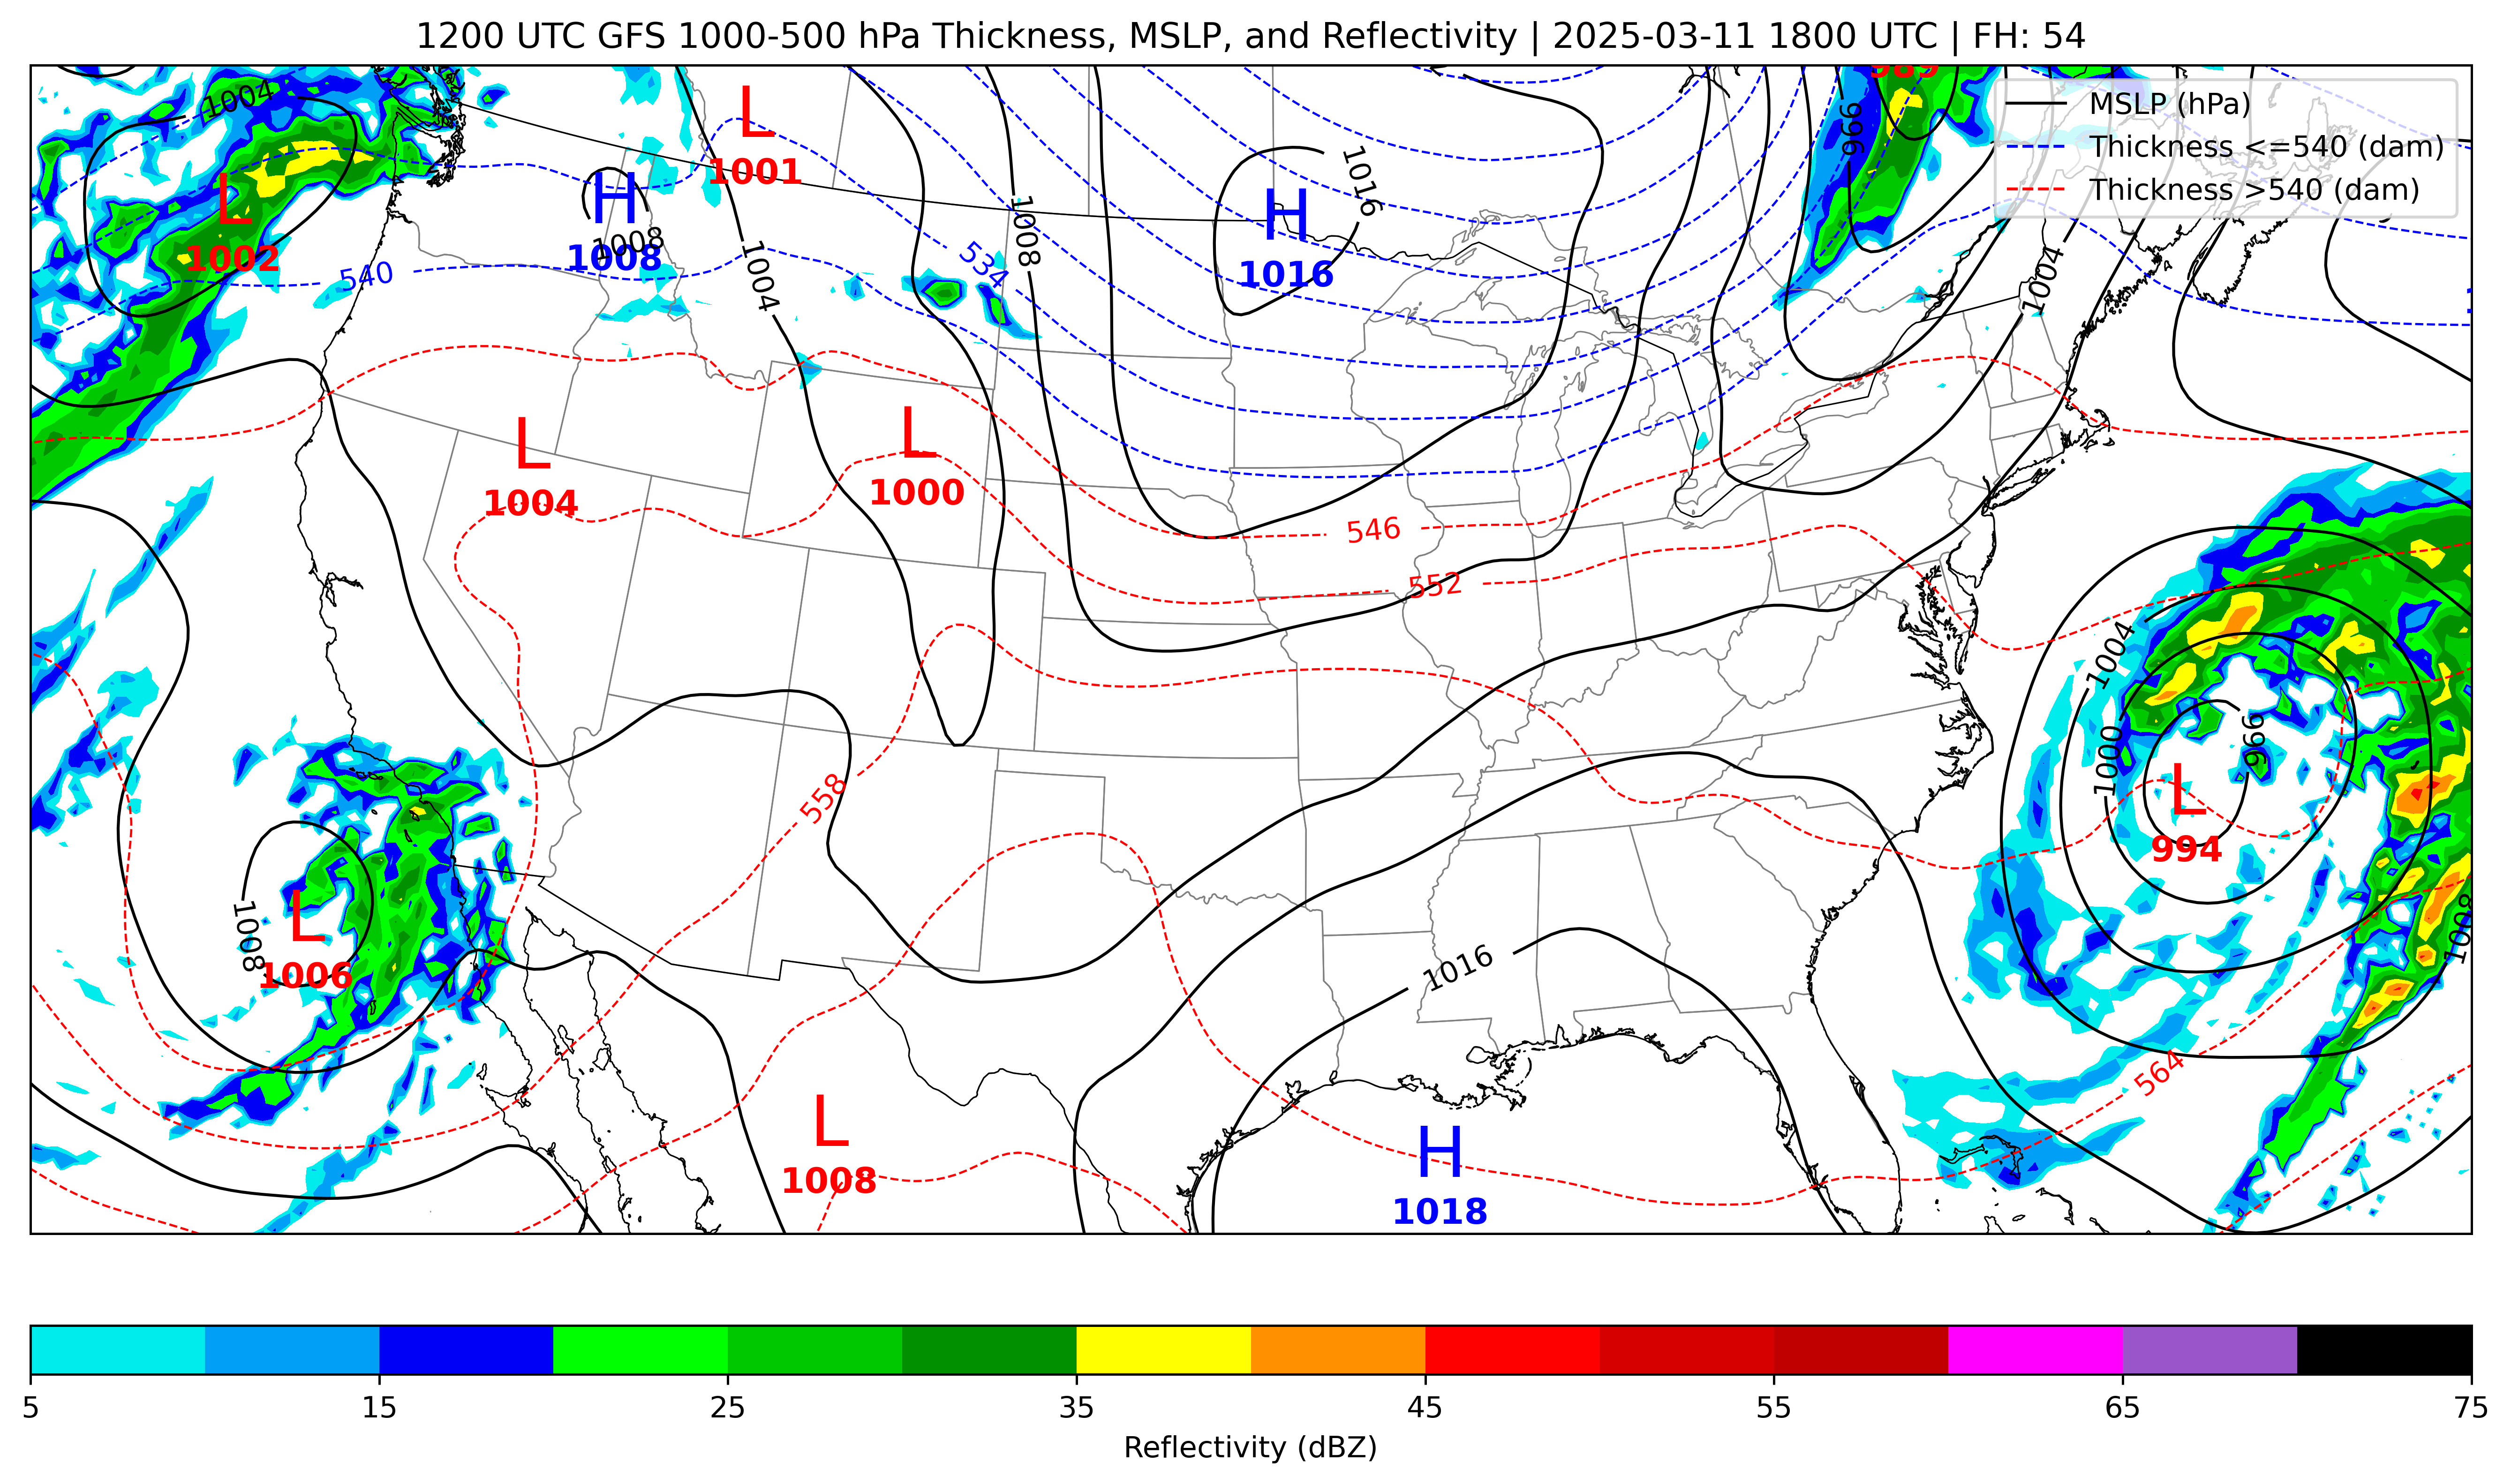 1200 UTC GFS 1000-500 hPa Thickness, MSLP, and Reflectivity | 2025-03-11 1800 UTC | FH: 54
989
MSLP (hPa)
Thickness <=540 (dam)
Thickness >540 (dam)
1004
L
1001
996
L
1002
H
1008
1008
1016
H
1016
540
1004
1008
534
1004
L
1004
L
1000
546
552
1004
1000
996
L
994
558
1008
L
1006
1016
1008
564
L
1008
H
1018
5
15
25
35
45
55
65
75
Reflectivity (dBZ)